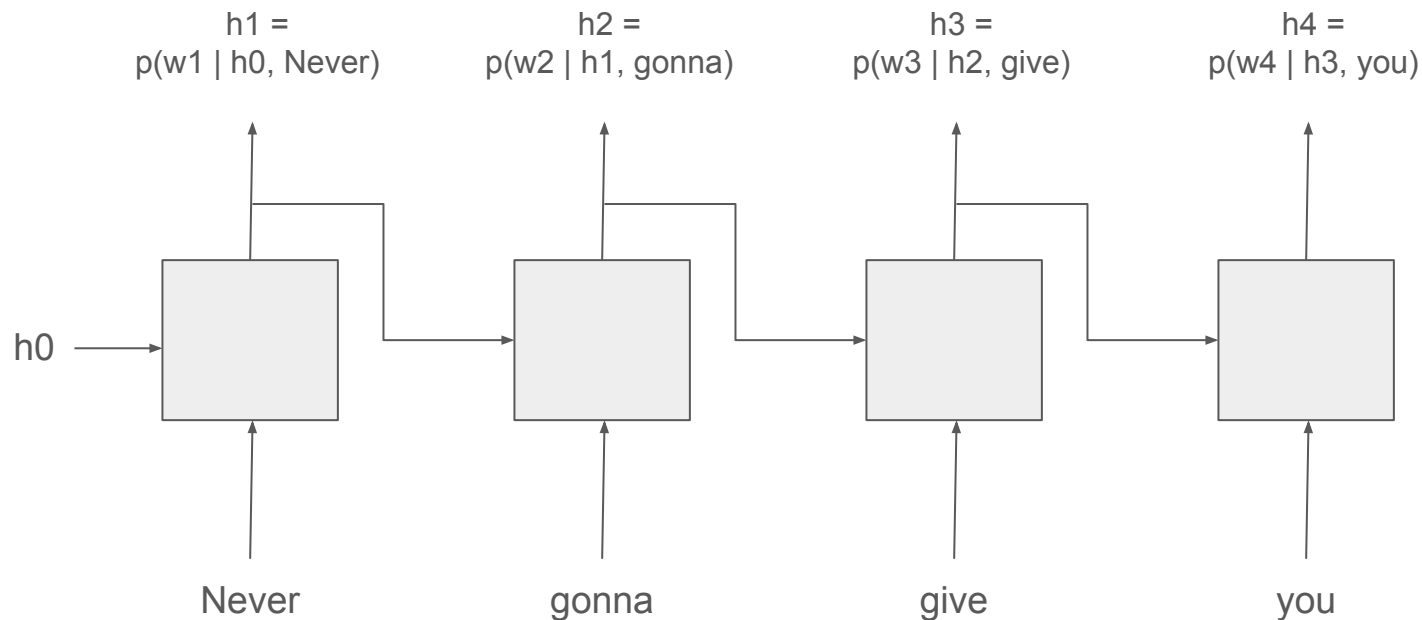 h1 =
p(w1 | h0, Never)
h2 =
p(w2 | h1, gonna)
h3 =
p(w3 | h2, give)
h4 =
p(w4 | h3, you)
h0
Never
gonna
give
you